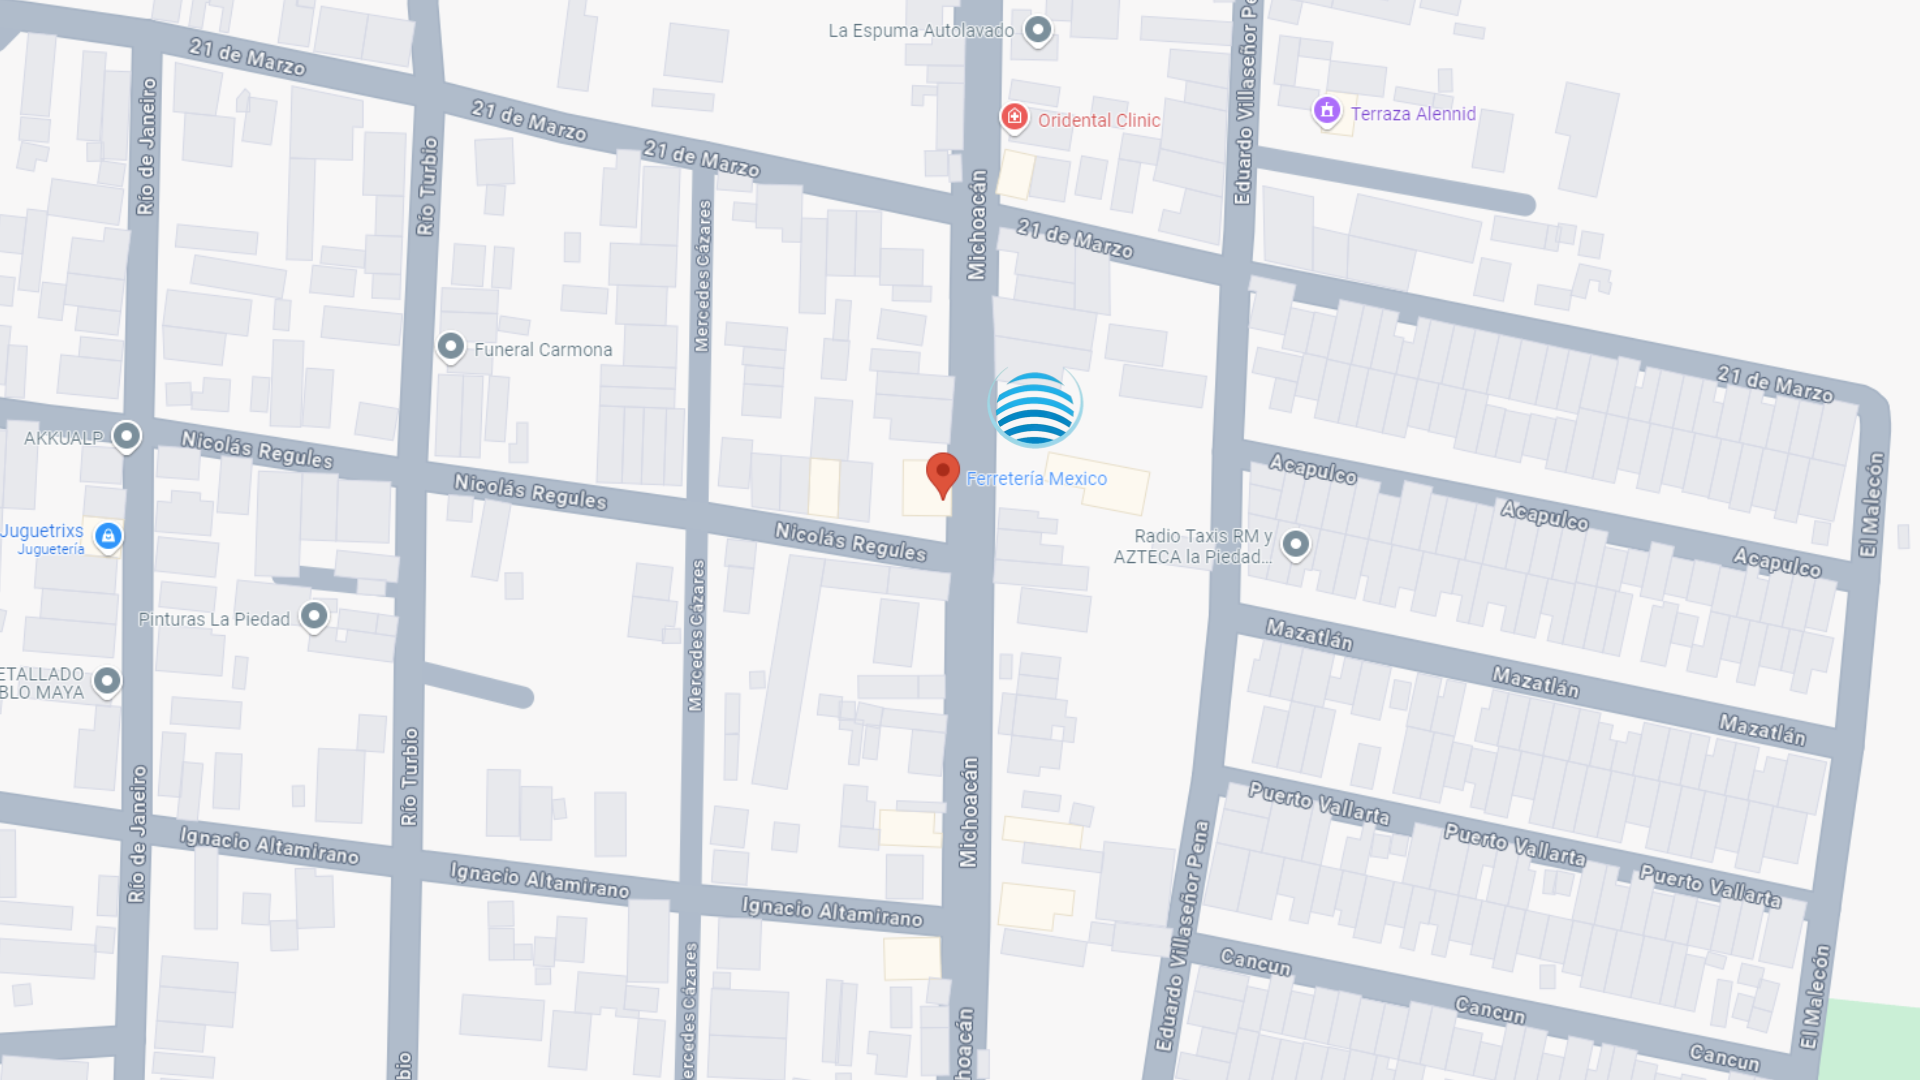 La Espuma Autolavado
21 de Marzo
Eduardo Villaseñor Pe
Río de Janeiro
21 de Marzo
Oridental Clinic
Terraza Alennid
Río Turbio
21 de Marzo
Michoacán
21 de Marzo
Mercedes Cázares
Funeral Carmona
21 de Marzo
AKKUALP
Nicolás Regules
Nicolás Regules
Ferretería Mexico
Acapulco
Acapulco
El Malecón
Juguetrixs
Juguetería
Nicolás Regules
Radio Taxis RM y
AZTECA la Piedad...
Acapulco
Pinturas La Piedad
Mercedes Cázares
Mazatlán
ETALLADO
BLO MAYA
Mazatlán
Mazatlán
Río Turbio
Río de Janeiro
Michoacán
Puerto Vallarta
Puerto Vallarta
Puerto Vallarta
Ignacio Altamirano
Ignacio Altamirano
Ignacio Altamirano
Eduardo Villaseñor Pena
Cancun
Cancun
Cancun
El Malecón
ercedes Cázares
hoacán
bio